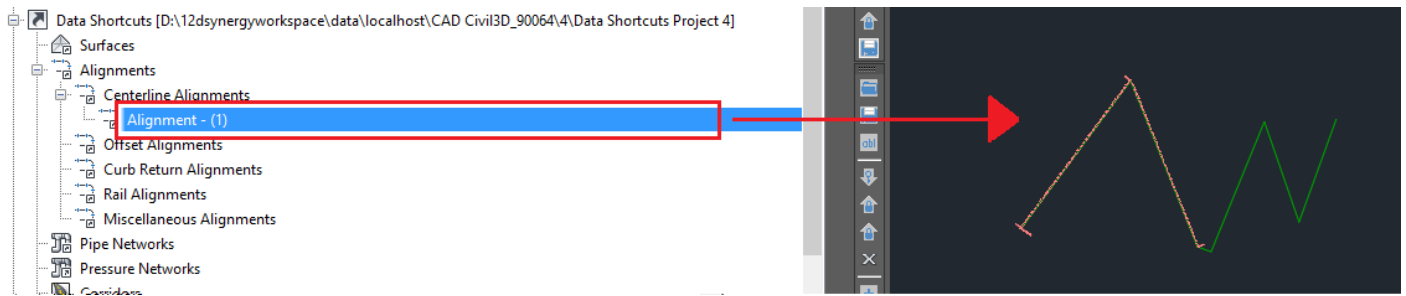 Data Shortcuts [D:\12dsynergyworkspace\data\localhost\CAD Civil3D_90064\4\Data Shortcuts Project 4]
Surfaces
Alignments
Centerline Alignments
Alignment - (1)
Offset Alignments
Curb Return Alignments
Rail Alignments
Miscellaneous Alignments
Pipe Networks
Pressure Networks
Corridors
abl